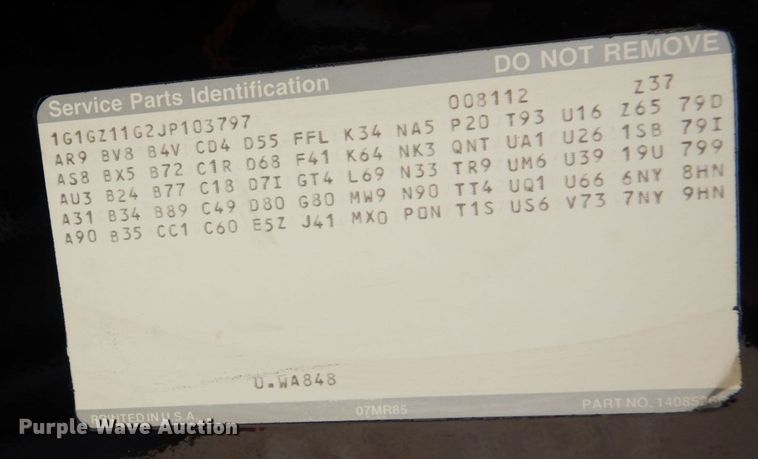 Service Parts Identification DO NOT REMOVE
1G1GZ11G2JP103797 008112 Z37
AR9 BV8 B4V CD4 D55 FFL K34 NA5 P20 T93 U16 Z65 79D
AS8 BX5 B72 C1R D68 F41 K64 NK3 QNT UA1 U26 1SB 79I
AU3 B24 B77 C18 D7I GT4 L69 N33 TR9 UM6 U39 19U 799
A31 B34 B89 C49 D80 G80 MW9 N90 TT4 UQ1 U66 6NY 8HN
A90 B35 CC1 C60 E5Z J41 MX0 PDN T1S US6 V73 7NY 9HN
U.WA848
PRINTED IN U.S.A. 07MR85 PART NO.
Purple Wave Auction